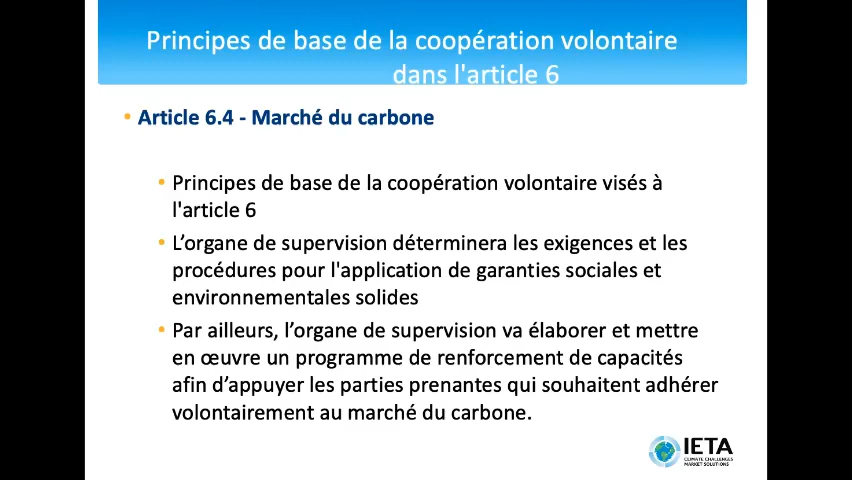 Principes de base de la coopération volontaire
dans l'article 6
• Article 6.4 - Marché du carbone
• Principes de base de la coopération volontaire visés à
l'article 6
• L’organe de supervision déterminera les exigences et les
procédures pour l'application de garanties sociales et
environnementales solides
• Par ailleurs, l’organe de supervision va élaborer et mettre
en œuvre un programme de renforcement de capacités
afin d’appuyer les parties prenantes qui souhaitent adhérer
volontairement au marché du carbone.
IETA
CLIMATE CHALLENGES
MARKET SOLUTIONS